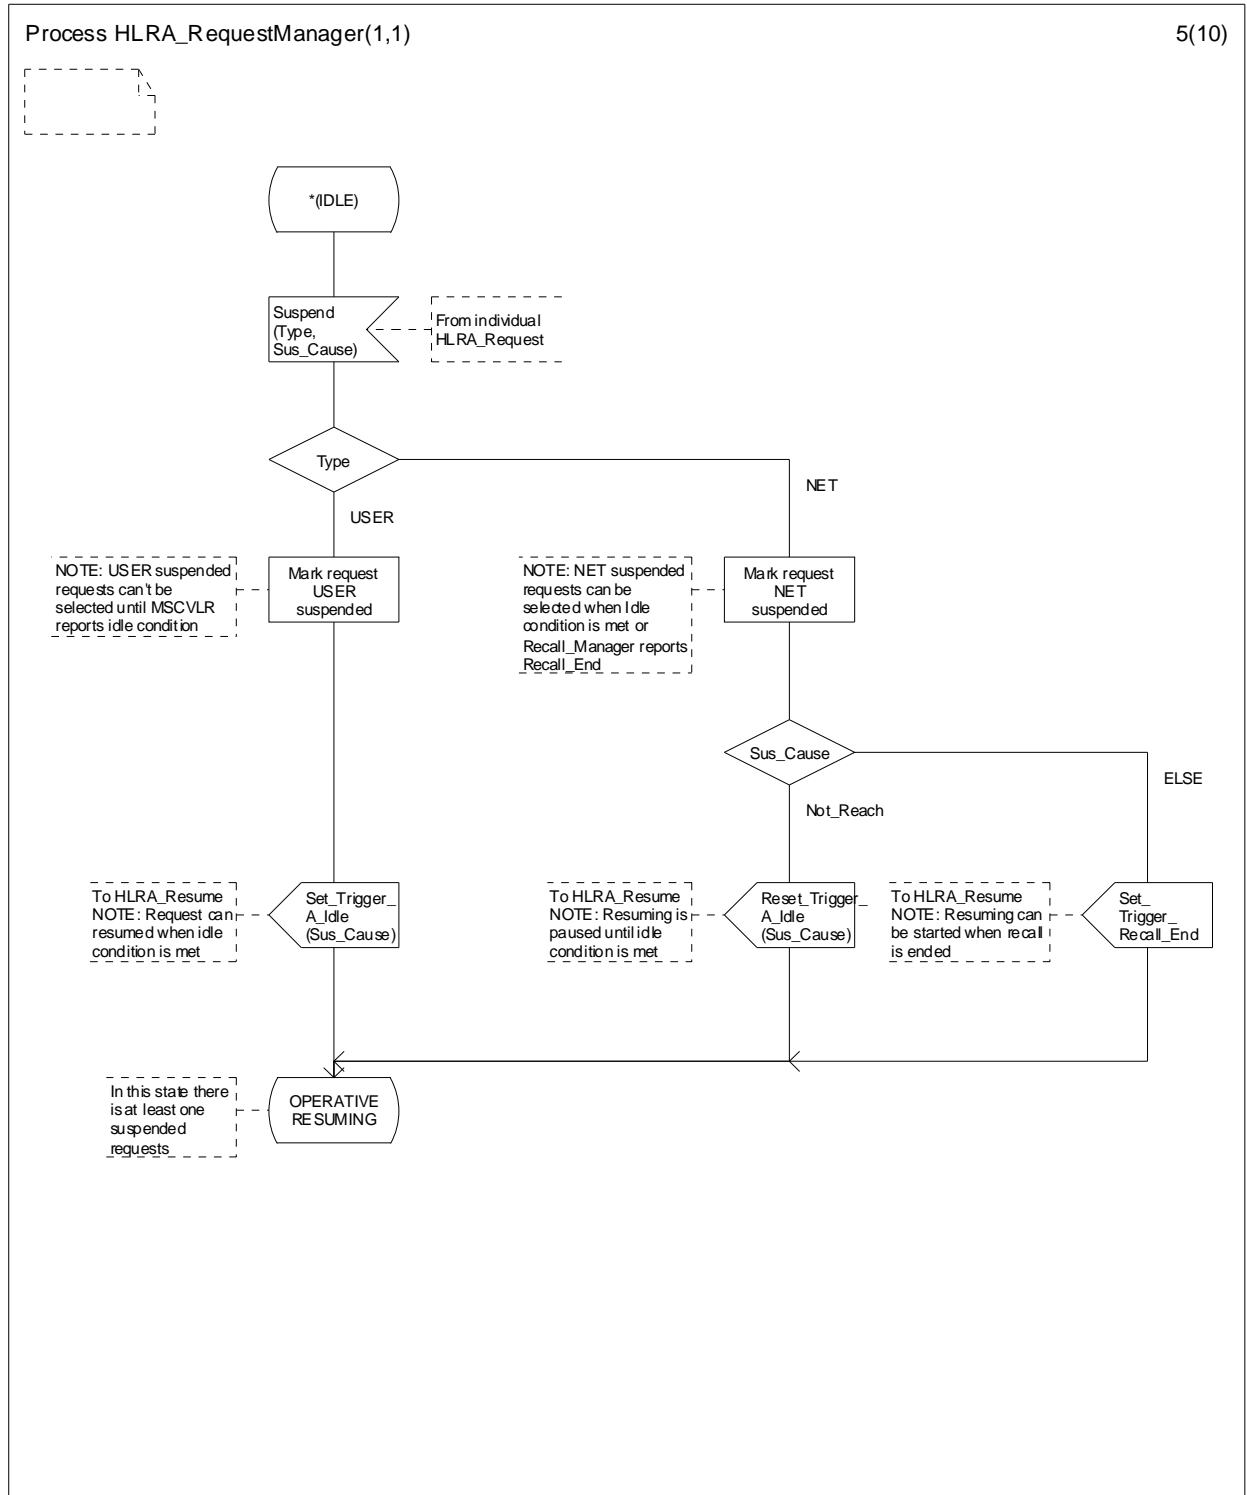 Process HLRA_RequestManager(1,1)
5(10)
*(IDLE)
Suspend
(Type,
Sus_Cause)
From individual
HLRA_Request
Type
NET
USER
NOTE: USER suspended
requests can't be
selected until MSCVLR
reports idle condition
Mark request
USER
suspended
NOTE: NET suspended
requests can be
selected when Idle
condition is met or
Recall_Manager reports
Recall_End
Mark request
NET
suspended
Sus_Cause
ELSE
Not_Reach
To HLRA_Resume
NOTE: Request can
resumed when idle
condition is met
Set_Trigger_
A_Idle
(Sus_Cause)
To HLRA_Resume
NOTE: Resuming is
paused until idle
condition is met
Reset_Trigger_
A_Idle
(Sus_Cause)
To HLRA_Resume
NOTE: Resuming can
be started when recall
is ended
Set_
Trigger_
Recall_End
In this state there
is at least one
suspended
requests
OPERATIVE
RESUMING